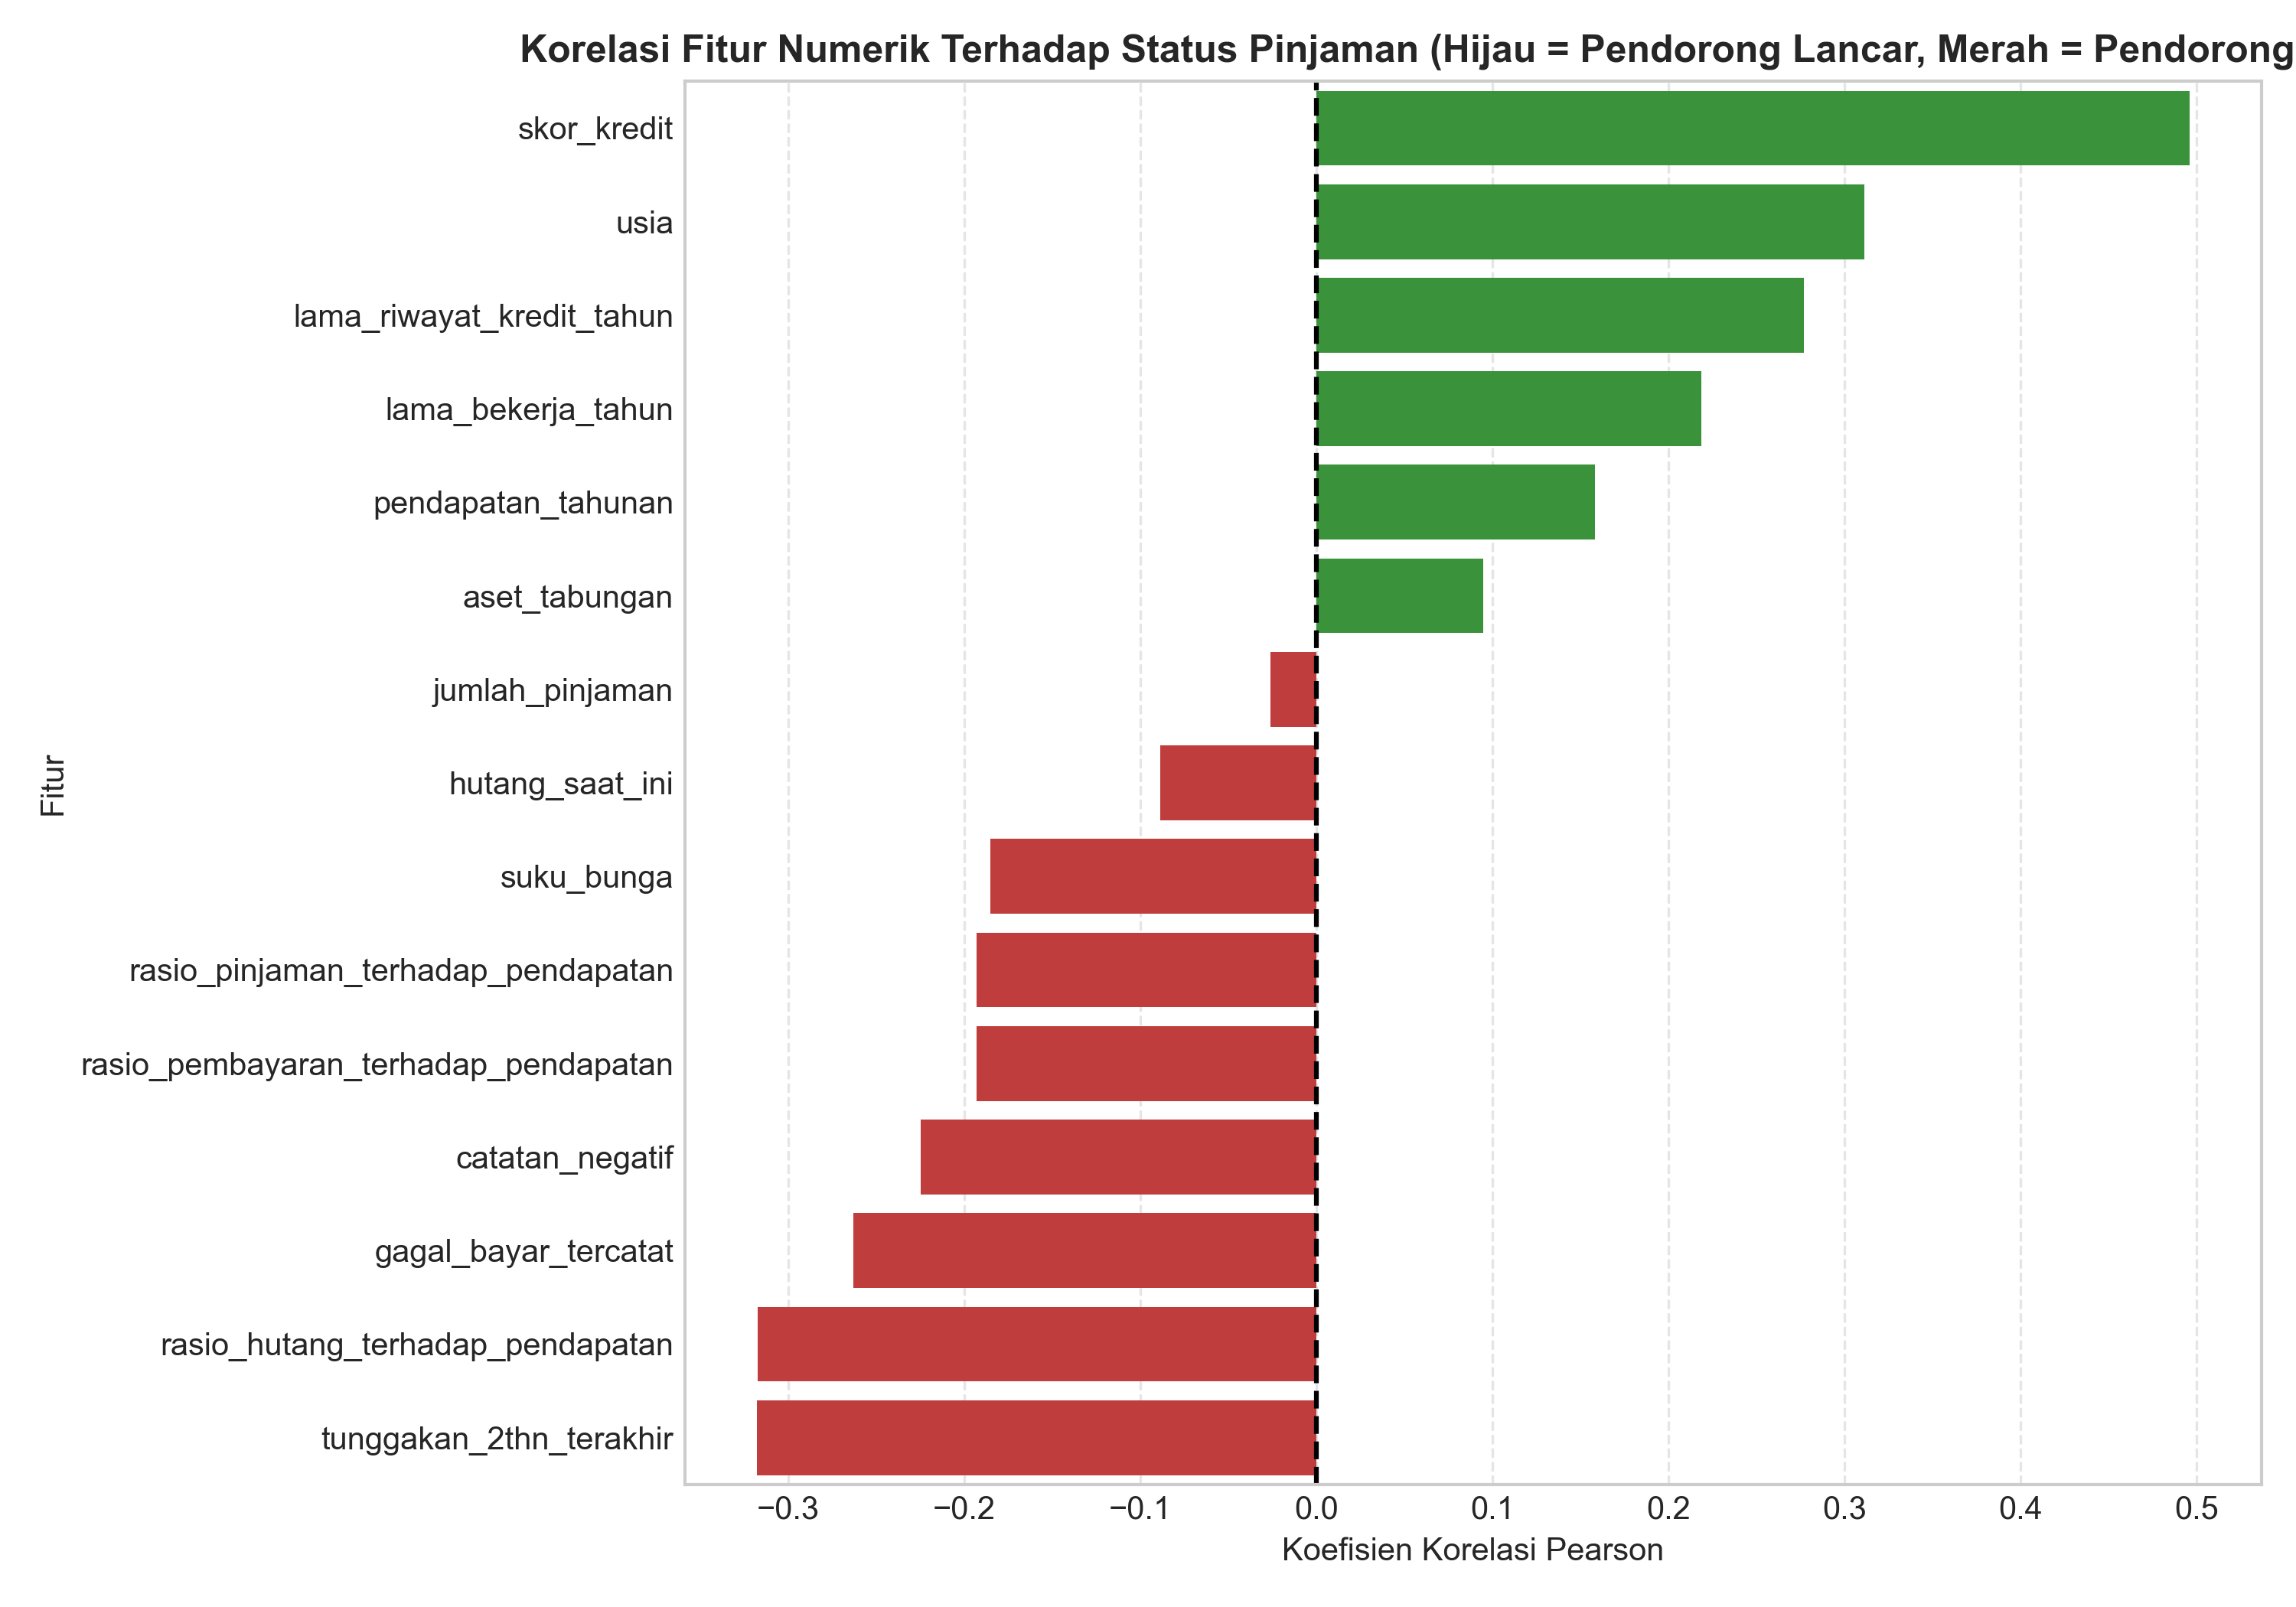 Korelasi Fitur Numerik Terhadap Status Pinjaman (Hijau = Pendorong Lancar, Merah = Pendorong
skor_kredit
usia
lama_riwayat_kredit_tahun
lama_bekerja_tahun
pendapatan_tahunan
aset_tabungan
jumlah_pinjaman
hutang_saat_ini
suku_bunga
rasio_pinjaman_terhadap_pendapatan
rasio_pembayaran_terhadap_pendapatan
catatan_negatif
gagal_bayar_tercatat
rasio_hutang_terhadap_pendapatan
tunggakan_2thn_terakhir
Fitur
−0.3 −0.2 −0.1 0.0 0.1 0.2 0.3 0.4 0.5
Koefisien Korelasi Pearson